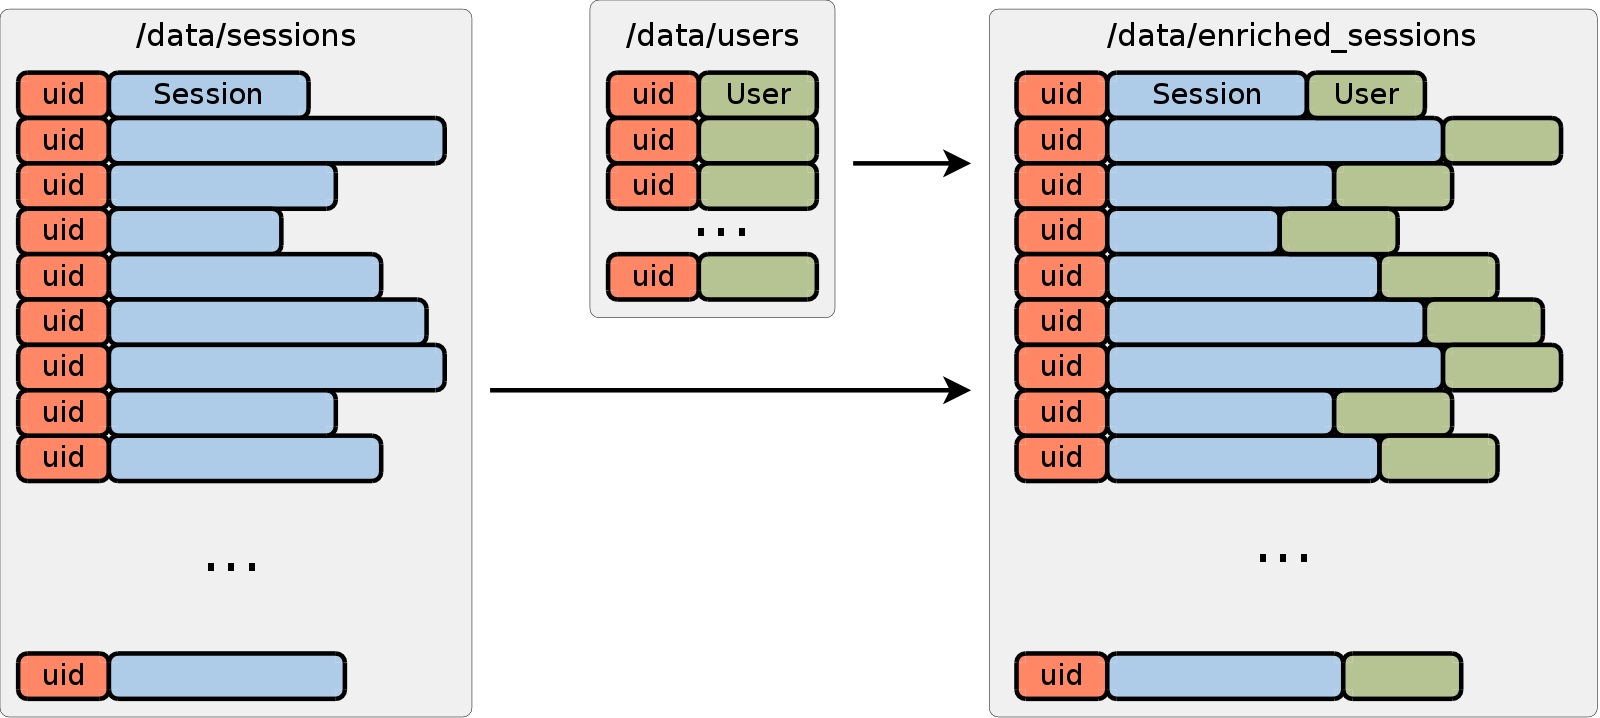 /data/sessions
uid Session
uid
uid
uid
uid
uid
uid
uid
uid
...
uid
/data/users
uid User
uid
uid
...
uid
/data/enriched_sessions
uid Session User
uid
uid
uid
uid
uid
uid
uid
uid
...
uid